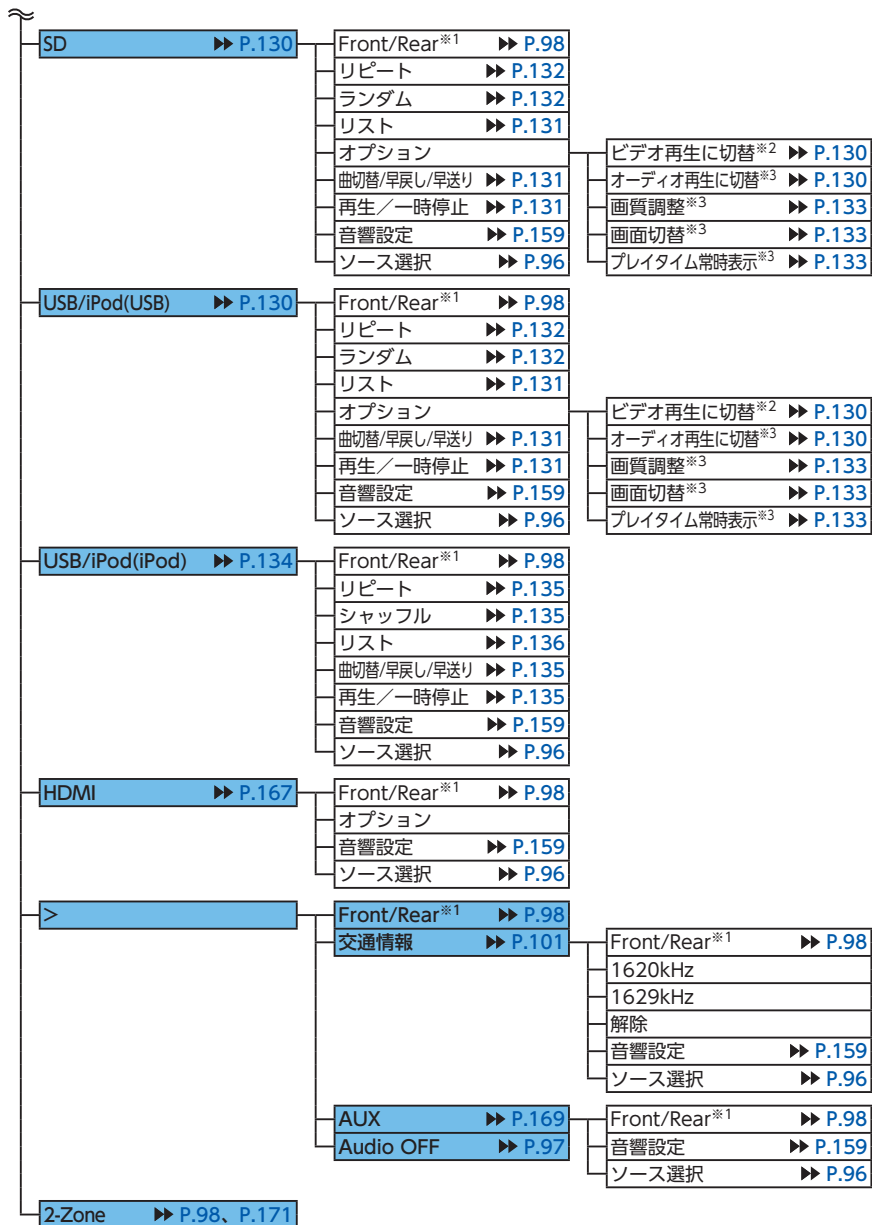 SD ▶▶ P.130
Front/Rear※1 ▶▶ P.98
リピート ▶▶ P.132
ランダム ▶▶ P.132
リスト ▶▶ P.131
オプション
ビデオ再生に切替※2 ▶▶ P.130
オーディオ再生に切替※3 ▶▶ P.130
画質調整※3 ▶▶ P.133
画面切替※3 ▶▶ P.133
プレイタイム常時表示※3 ▶▶ P.133
曲切替/早戻し/早送り ▶▶ P.131
再生／一時停止 ▶▶ P.131
音響設定 ▶▶ P.159
ソース選択 ▶▶ P.96
USB/iPod(USB) ▶▶ P.130
Front/Rear※1 ▶▶ P.98
リピート ▶▶ P.132
ランダム ▶▶ P.132
リスト ▶▶ P.131
オプション
ビデオ再生に切替※2 ▶▶ P.130
オーディオ再生に切替※3 ▶▶ P.130
画質調整※3 ▶▶ P.133
画面切替※3 ▶▶ P.133
プレイタイム常時表示※3 ▶▶ P.133
曲切替/早戻し/早送り ▶▶ P.131
再生／一時停止 ▶▶ P.131
音響設定 ▶▶ P.159
ソース選択 ▶▶ P.96
USB/iPod(iPod) ▶▶ P.134
Front/Rear※1 ▶▶ P.98
リピート ▶▶ P.135
シャッフル ▶▶ P.135
リスト ▶▶ P.136
曲切替/早戻し/早送り ▶▶ P.135
再生／一時停止 ▶▶ P.135
音響設定 ▶▶ P.159
ソース選択 ▶▶ P.96
HDMI ▶▶ P.167
Front/Rear※1 ▶▶ P.98
オプション
音響設定 ▶▶ P.159
ソース選択 ▶▶ P.96
>
Front/Rear※1 ▶▶ P.98
交通情報 ▶▶ P.101
Front/Rear※1 ▶▶ P.98
1620kHz
1629kHz
解除
音響設定 ▶▶ P.159
ソース選択 ▶▶ P.96
AUX ▶▶ P.169
Front/Rear※1 ▶▶ P.98
音響設定 ▶▶ P.159
ソース選択 ▶▶ P.96
Audio OFF ▶▶ P.97
2-Zone ▶▶ P.98、P.171